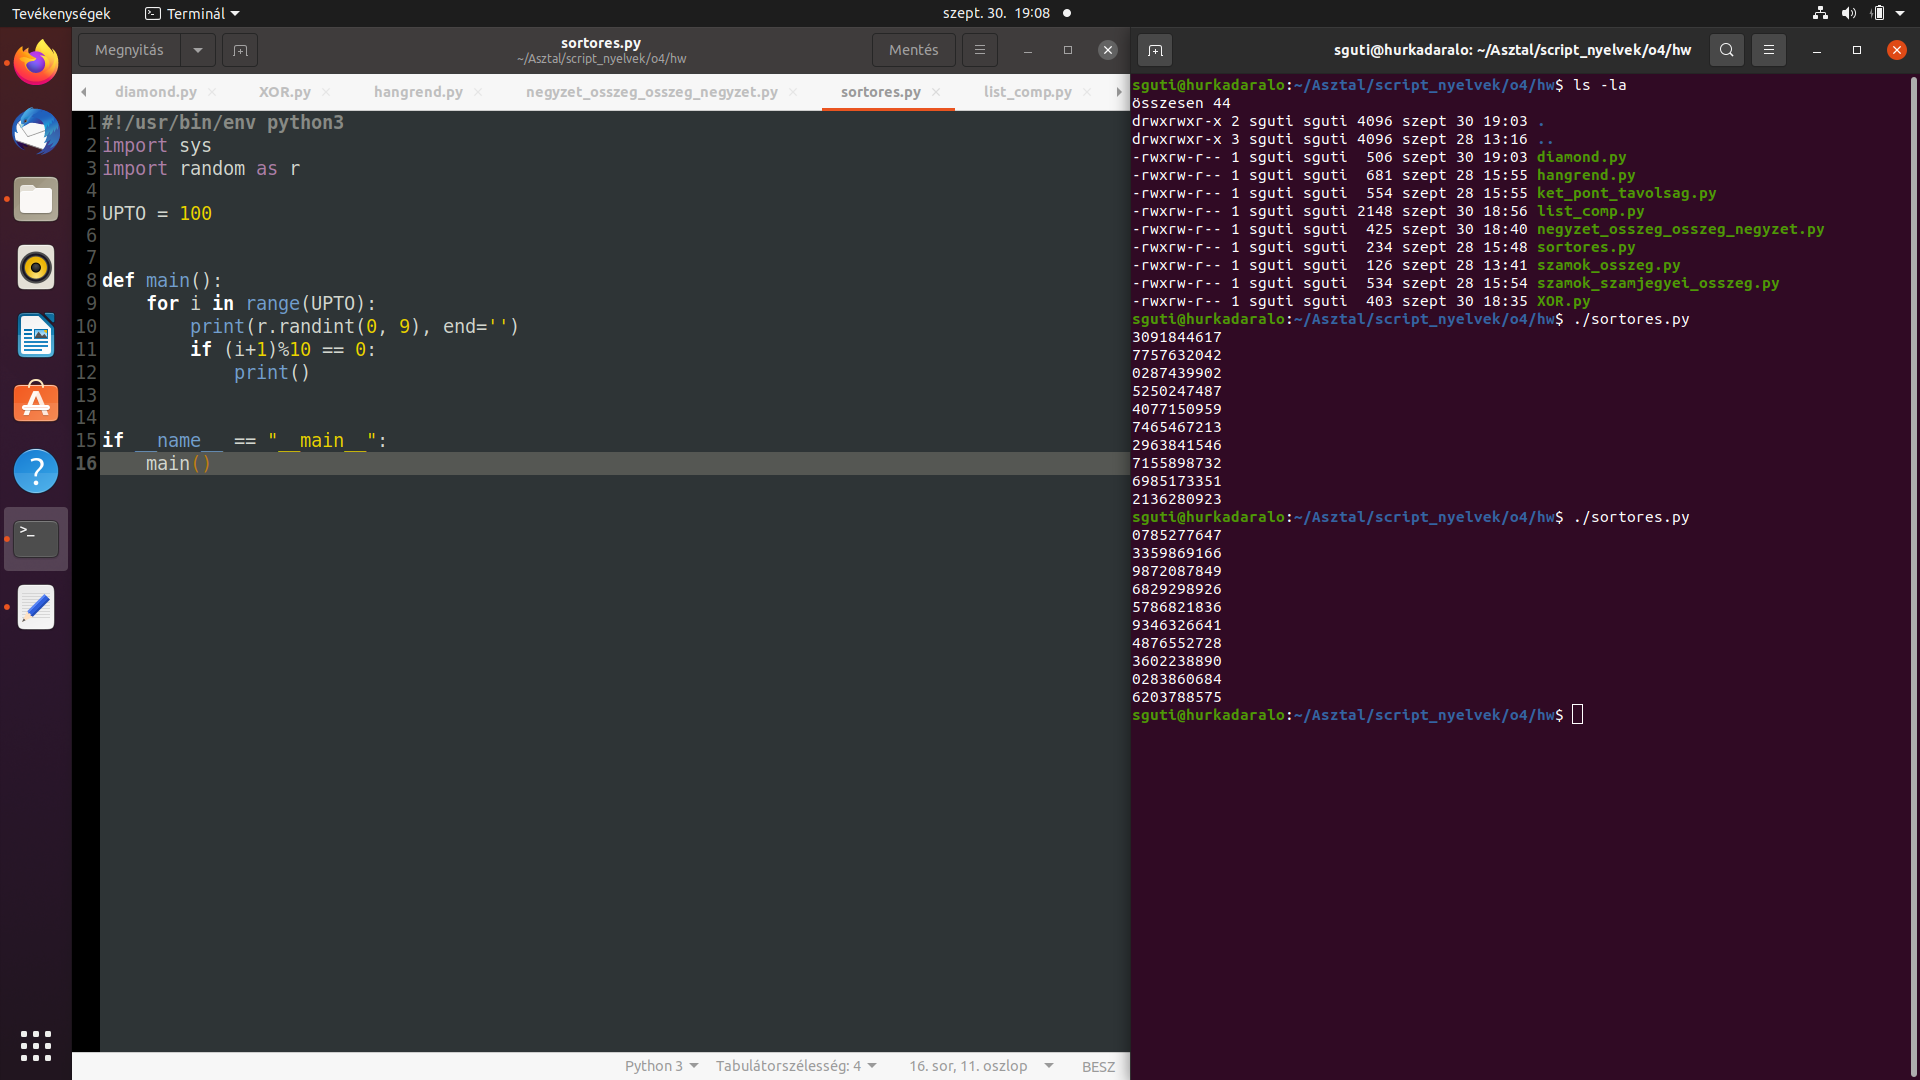 Tevékenységek
Terminál
szept. 30.  19:08
Megnyitás
sortores.py
~/Asztal/script_nyelvek/o4/hw
Mentés
diamond.py
XOR.py
hangrend.py
negyzet_osszeg_osszeg_negyzet.py
sortores.py
list_comp.py
1 #!/usr/bin/env python3
2 import sys
3 import random as r
4
5 UPTO = 100
6
7
8 def main():
9     for i in range(UPTO):
10         print(r.randint(0, 9), end='')
11         if (i+1)%10 == 0:
12             print()
13
14
15 if __name__ == "__main__":
16     main()
Python 3
Tabulátorszélesség: 4
16. sor, 11. oszlop
BESZ
sguti@hurkadaralo: ~/Asztal/script_nyelvek/o4/hw
sguti@hurkadaralo:~/Asztal/script_nyelvek/o4/hw$ ls -la
összesen 44
drwxrwxr-x 2 sguti sguti 4096 szept 30 19:03 .
drwxrwxr-x 3 sguti sguti 4096 szept 28 13:16 ..
-rwxrw-r-- 1 sguti sguti  506 szept 30 19:03 diamond.py
-rwxrw-r-- 1 sguti sguti  681 szept 28 15:55 hangrend.py
-rwxrw-r-- 1 sguti sguti  554 szept 28 15:55 ket_pont_tavolsag.py
-rwxrw-r-- 1 sguti sguti 2148 szept 30 18:56 list_comp.py
-rwxrw-r-- 1 sguti sguti  425 szept 30 18:40 negyzet_osszeg_osszeg_negyzet.py
-rwxrw-r-- 1 sguti sguti  234 szept 28 15:48 sortores.py
-rwxrw-r-- 1 sguti sguti  126 szept 28 13:41 szamok_osszeg.py
-rwxrw-r-- 1 sguti sguti  534 szept 28 15:54 szamok_szamjegyei_osszeg.py
-rwxrw-r-- 1 sguti sguti  403 szept 30 18:35 XOR.py
sguti@hurkadaralo:~/Asztal/script_nyelvek/o4/hw$ ./sortores.py
3091844617
7757632042
0287439902
5250247487
4077150959
7465467213
2963841546
7155898732
6985173351
2136280923
sguti@hurkadaralo:~/Asztal/script_nyelvek/o4/hw$ ./sortores.py
0785277647
3359869166
9872087849
6829298926
5786821836
9346326641
4876552728
3602238890
0283860684
6203788575
sguti@hurkadaralo:~/Asztal/script_nyelvek/o4/hw$